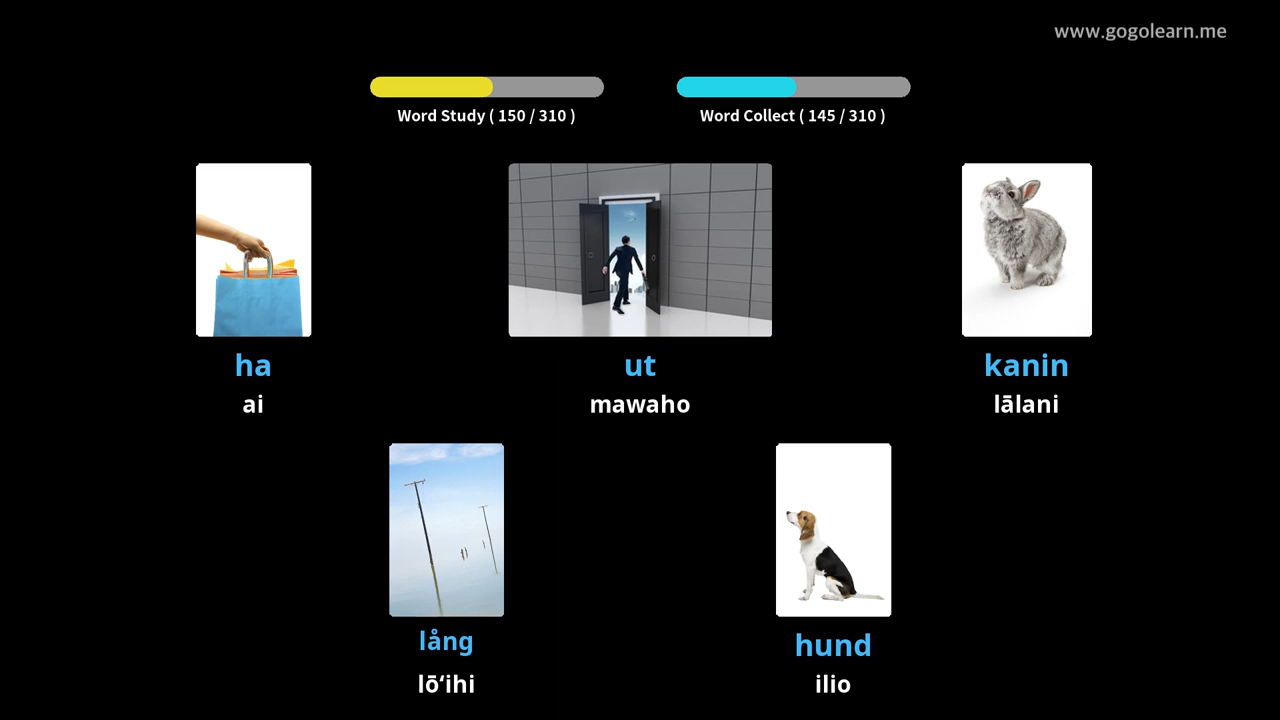 www.gogolearn.me
Word Study ( 150 / 310 )
Word Collect ( 145 / 310 )
ha
ai
ut
mawaho
kanin
lālani
lång
lōʻihi
hund
ilio